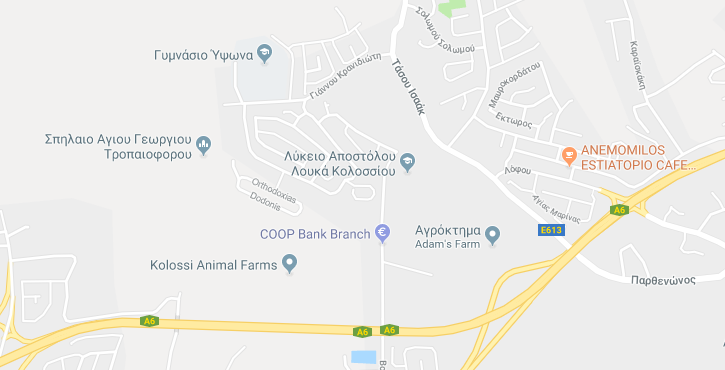 Σολωμού Σολωμού
Γυμνάσιο Ύψωνα
Γιάννου Κρανιδιώτη
Τάσου Ισαάκ
Μαυροκορδάτου
Καραϊσκάκη
Εκτωρος
Σπηλαιο Αγιου Γεωργιου
Τροπαιοφορου
Λύκειο Αποστόλου
Λουκά Κολοσσίου
ANEMOMILOS
ESTIATOPIO CAFE...
Λόφου
Orthodoxias
Dodonis
Αγίας Μαρίνας
A6
COOP Bank Branch
€
Αγρόκτημα
Adam's Farm
E613
Kolossi Animal Farms
Παρθενώνος
A6
A6
A6